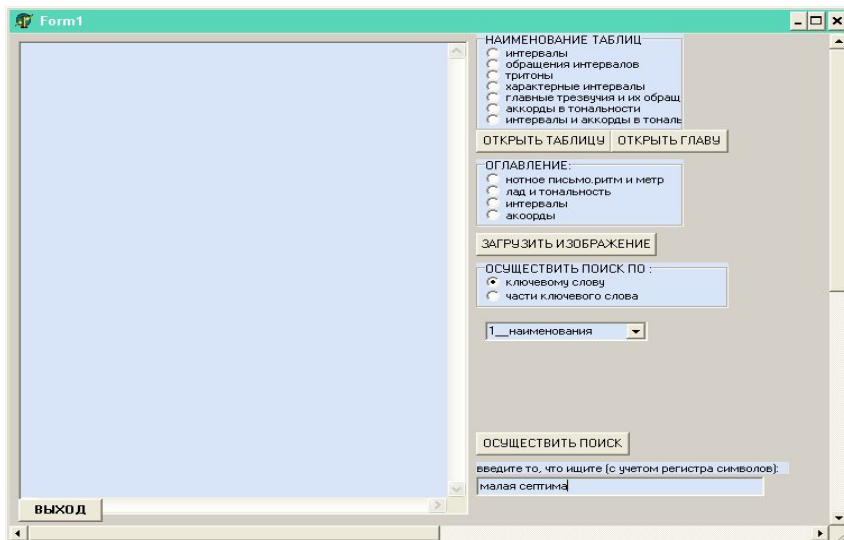 Form1
НАИМЕНОВАНИЕ ТАБЛИЦ
интервалы
обращения интервалов
тритоны
характерные интервалы
главные трезвучия и их обращ
аккорды в тональности
интервалы и аккорды в тональ
ОТКРЫТЬ ТАБЛИЦУ ОТКРЫТЬ ГЛАВУ
ОГЛАВЛЕНИЕ:
нотное письмо.ритм и метр
лад и тональность
интервалы
акоорды
ЗАГРУЗИТЬ ИЗОБРАЖЕНИЕ
ОСУЩЕСТВИТЬ ПОИСК ПО :
ключевому слову
части ключевого слова
1__наименования
ОСУЩЕСТВИТЬ ПОИСК
введите то, что ищите (с учетом регистра символов):
малая септима
ВЫХОД